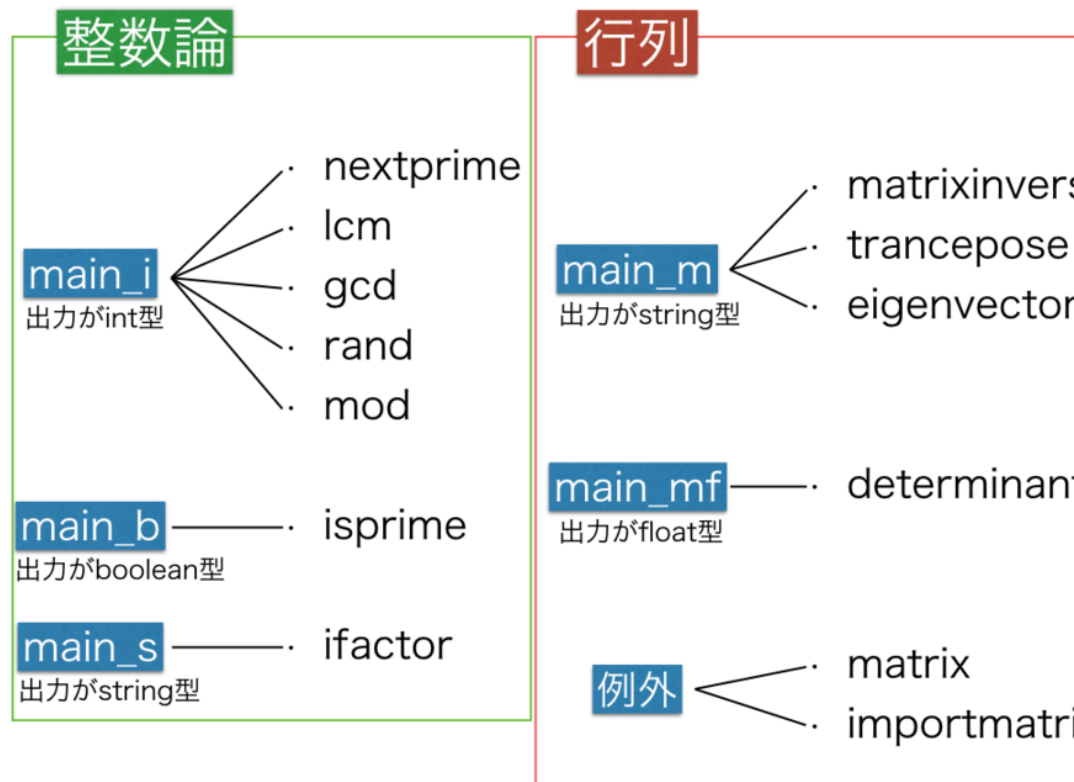 整数論
main_i
出力がint型
nextprime
lcm
gcd
rand
mod
main_b
出力がboolean型
isprime
main_s
出力がstring型
ifactor
行列
main_m
出力がstring型
trancepose
main_mf
出力がfloat型
例外
matrix